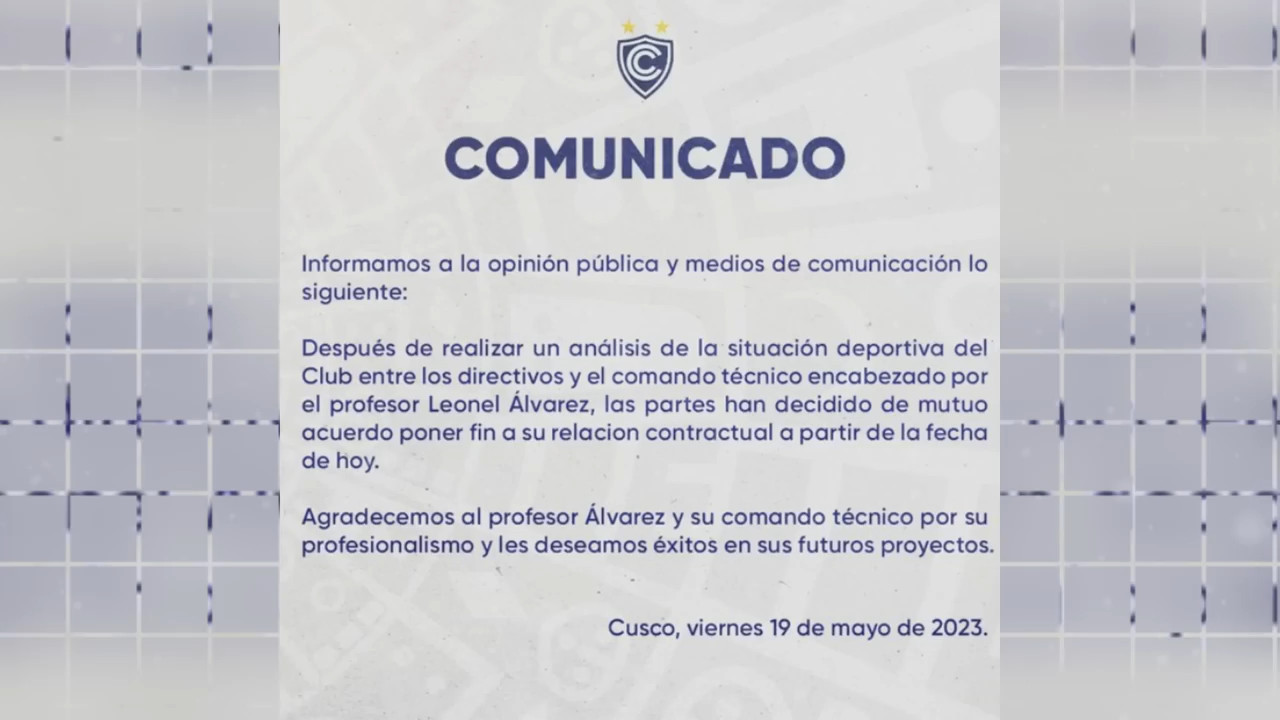 COMUNICADO
Informamos a la opinión pública y medios de comunicación lo
siguiente:
Después de realizar un análisis de la situación deportiva del
Club entre los directivos y el comando técnico encabezado por
el profesor Leonel Álvarez, las partes han decidido de mutuo
acuerdo poner fin a su relacion contractual a partir de la fecha
de hoy.
Agradecemos al profesor Álvarez y su comando técnico por su
profesionalismo y les deseamos éxitos en sus futuros proyectos.
Cusco, viernes 19 de mayo de 2023.